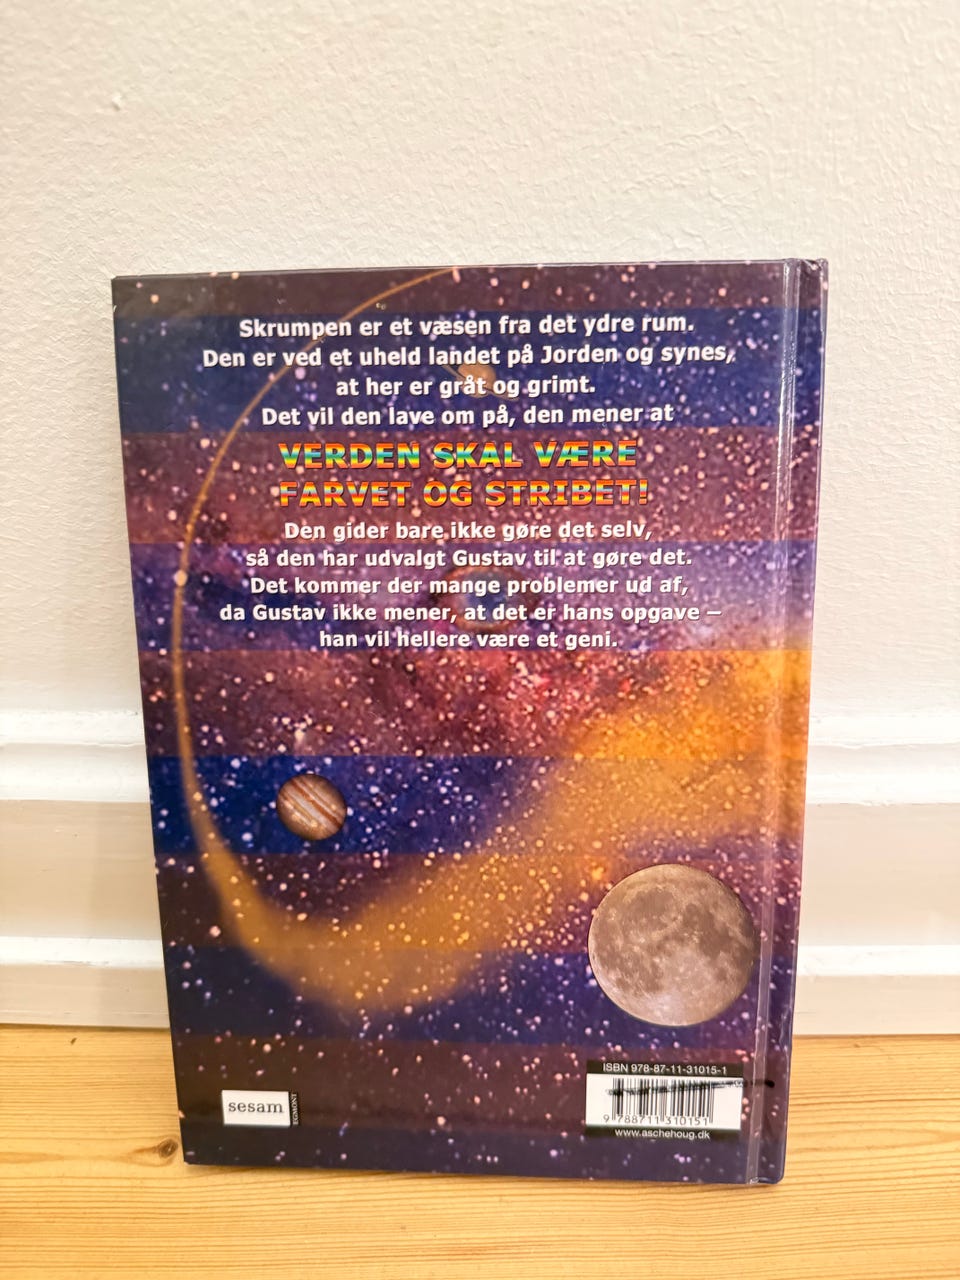 Skrumpen er et væsen fra det ydre rum.
Den er ved et uheld landet på Jorden og synes,
at her er gråt og grimt.
Det vil den lave om på, den mener at
VERDEN SKAL VÆRE
FARVET OG STRIBET!
Den gider bare ikke gøre det selv,
så den har udvalgt Gustav til at gøre det.
Det kommer der mange problemer ud af,
da Gustav ikke mener, at det er hans opgave –
han vil hellere være et geni.
sesam
EGMONT
ISBN 978-87-11-31015-1
9 788711 310151
www.aschehoug.dk